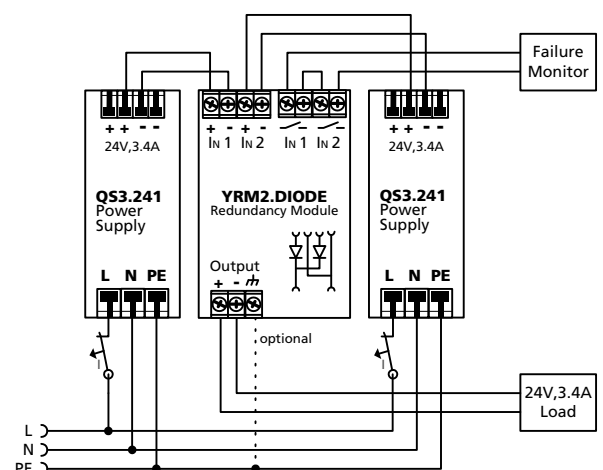 Failure
Monitor
+ + - -
24V,3.4A
QS3.241
Power
Supply
L N PE
+ - + -
IN 1 IN 2 IN 1 IN 2
YRM2.DIODE
Redundancy Module
Output
+ -
optional
+ + - -
24V,3.4A
QS3.241
Power
Supply
L N PE
24V,3.4A
Load
L
N
PE